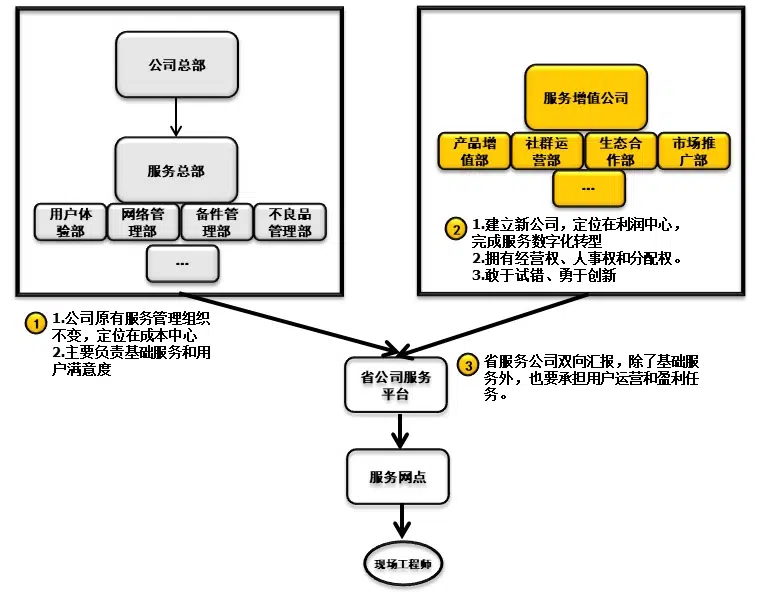 公司总部
服务总部
用户体
验部
网络管
理部
备件管
理部
不良品
管理部
...
服务增值公司
产品增
值部
社群运
营部
生态合
作部
市场推
广部
...
1
1.公司原有服务管理组织
不变，定位在成本中心
2.主要负责基础服务和用
户满意度
2
1.建立新公司，定位在利润中心，
完成服务数字化转型
2.拥有经营权、人事权和分配权。
3.敢于试错、勇于创新
省公司服务
平台
3
省服务公司双向汇报，除了基础服
务外，也要承担用户运营和盈利任
务。
服务网点
现场工程师